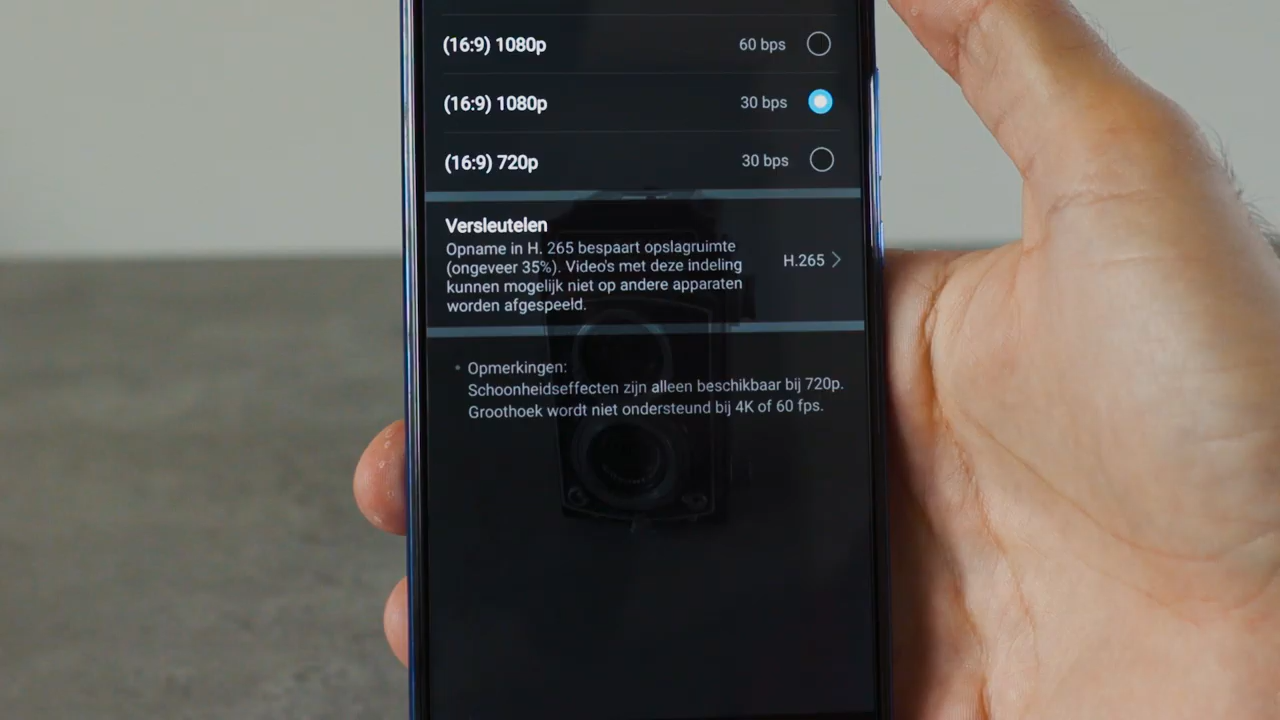 (16:9) 1080p 60 bps
(16:9) 1080p 30 bps
(16:9) 720p 30 bps
Versleutelen
Opname in H. 265 bespaart opslagruimte
(ongeveer 35%). Video's met deze indeling
kunnen mogelijk niet op andere apparaten
worden afgespeeld.
H.265
Opmerkingen:
Schoonheidseffecten zijn alleen beschikbaar bij 720p.
Groothoek wordt niet ondersteund bij 4K of 60 fps.